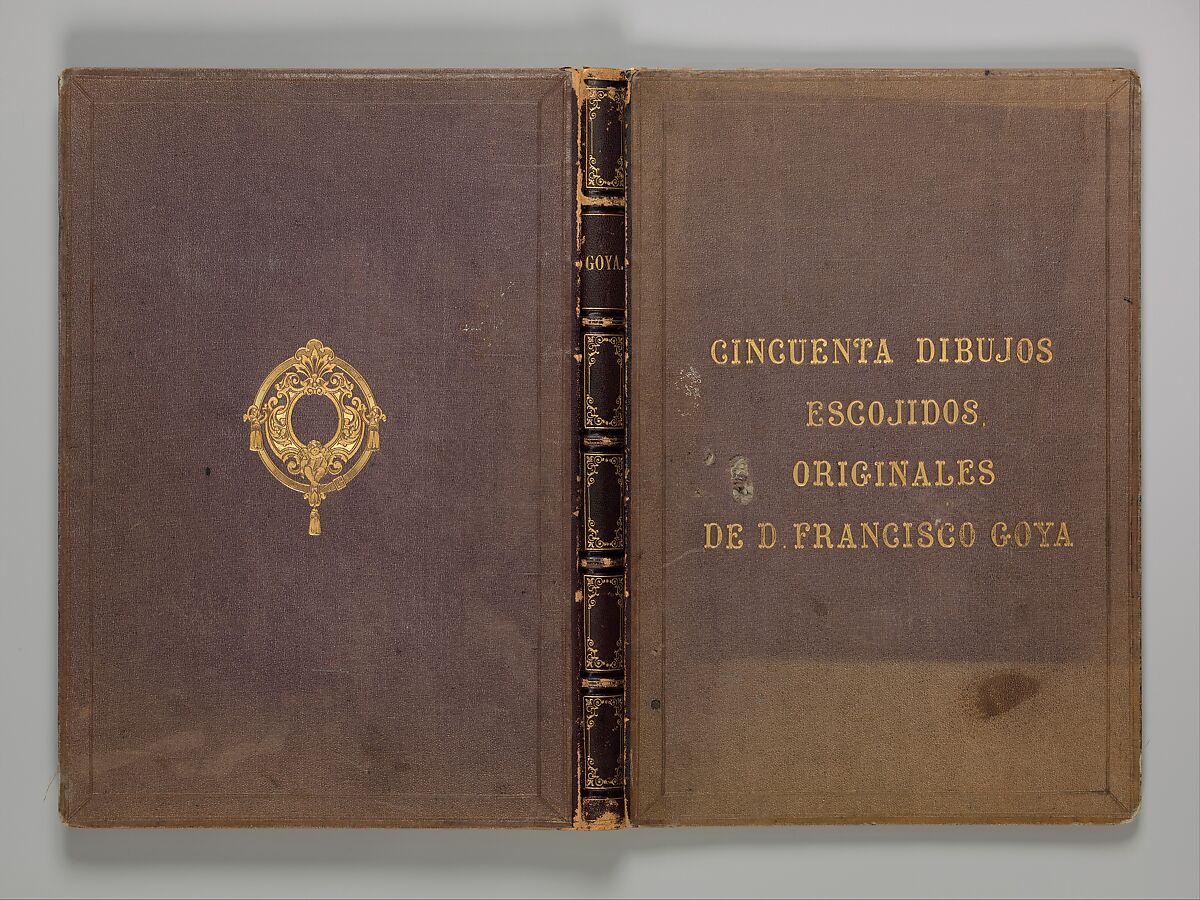 GOYA.
CINCUENTA DIBUJOS
ESCOJIDOS,
ORIGINALES
DE D. FRANCISCO GOYA